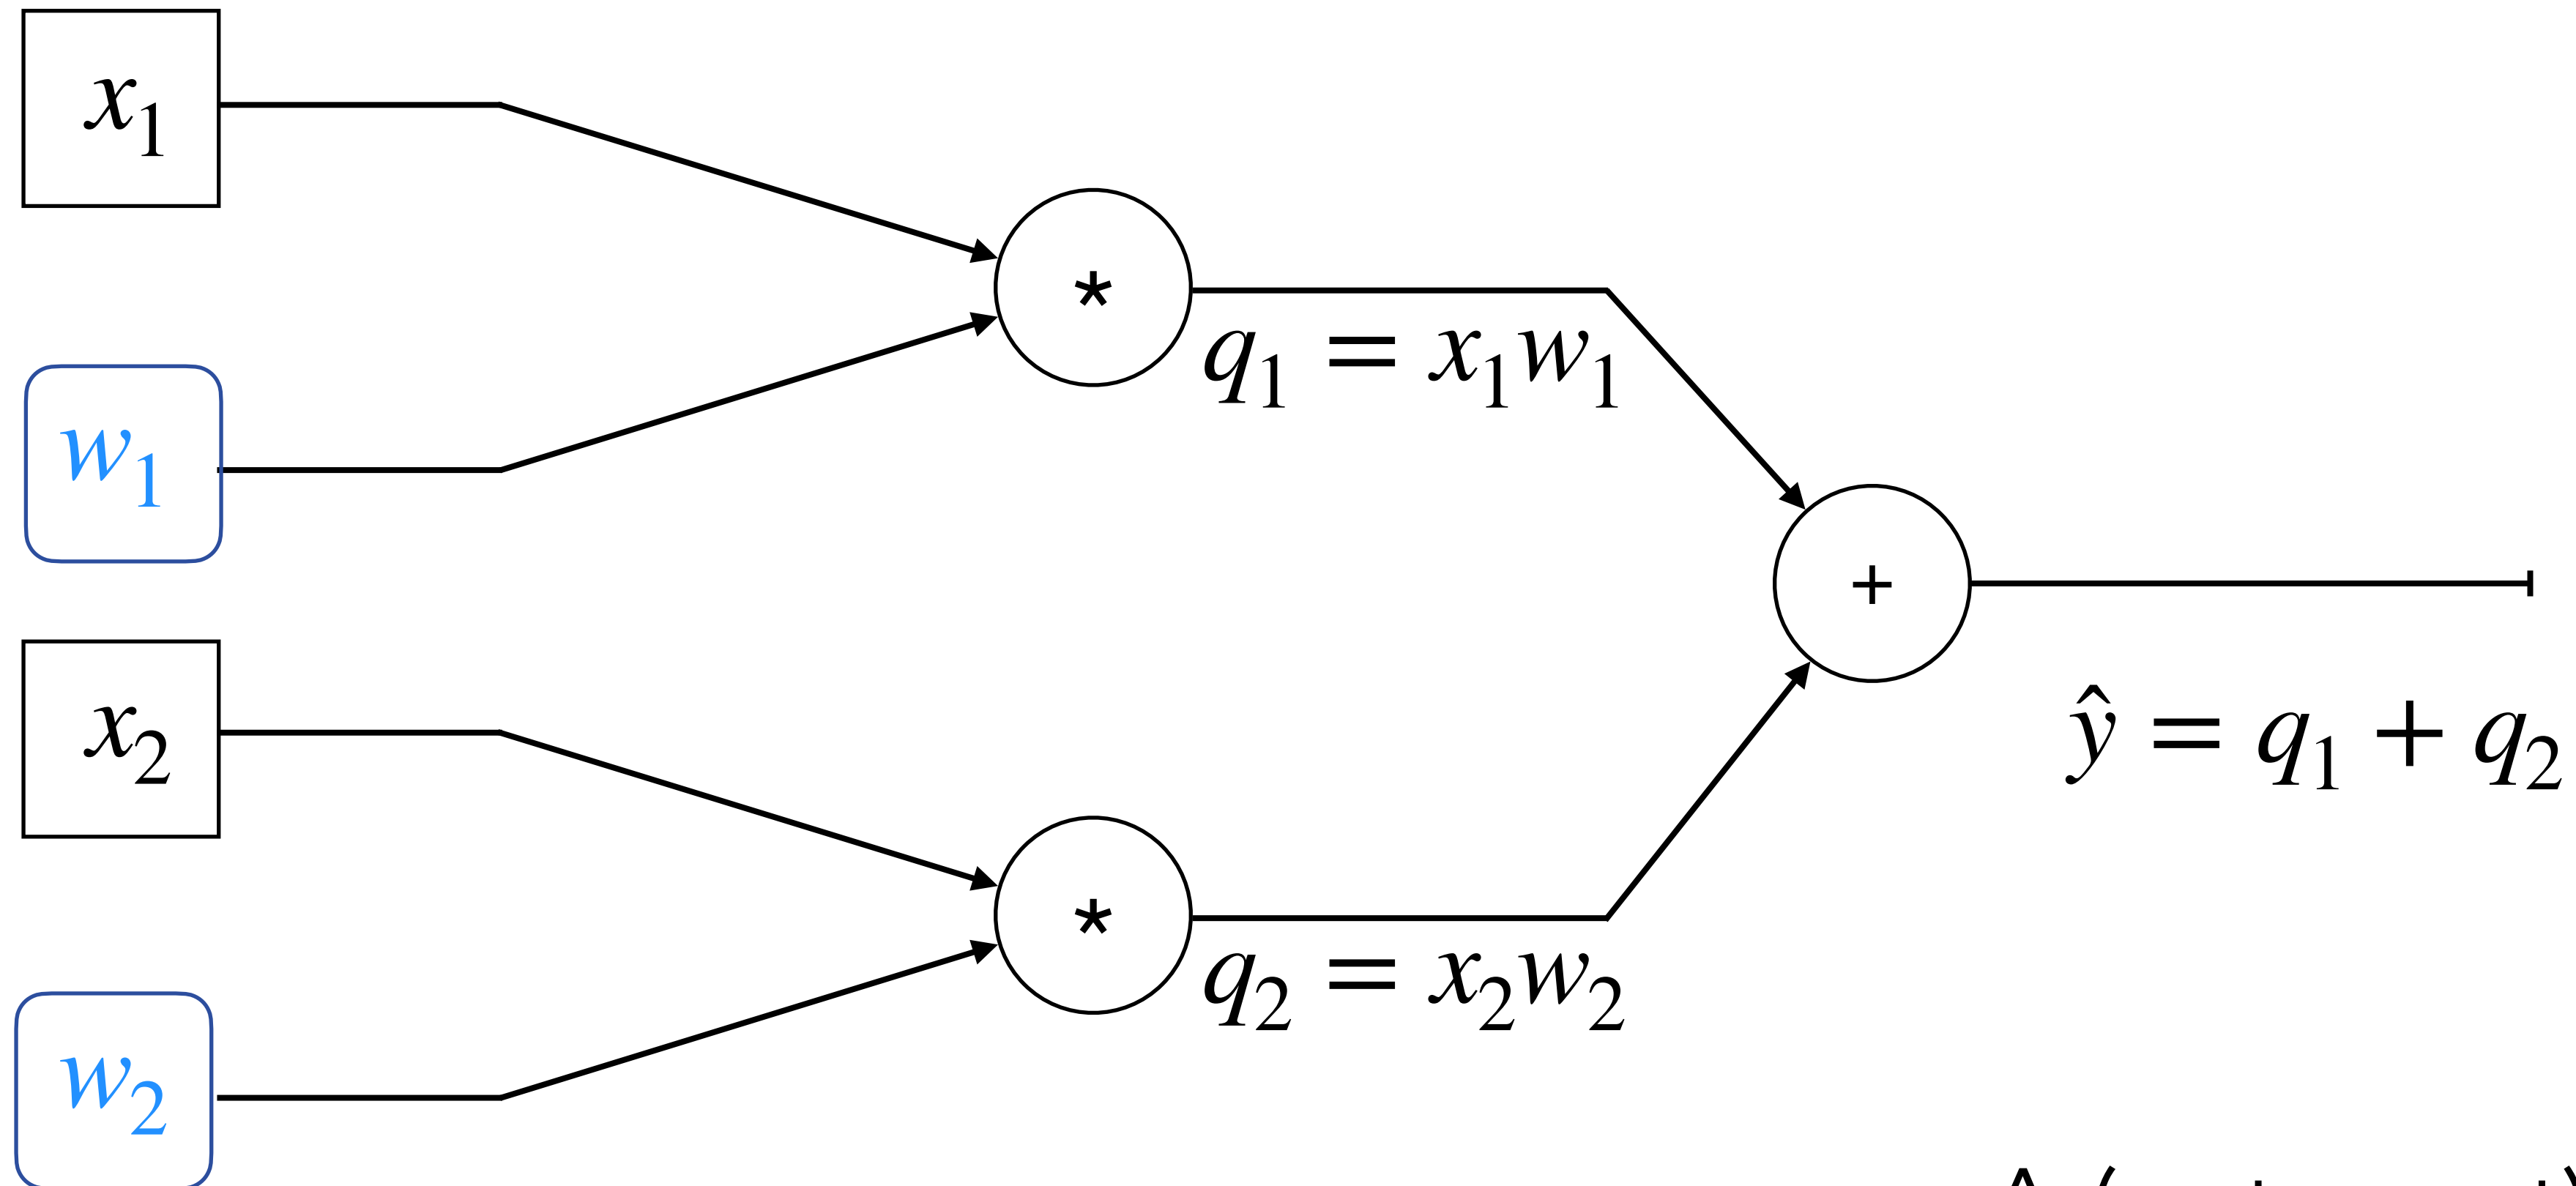 x₁
*
q₁ = x₁w₁
w₁
+
x₂
ŷ = q₁ + q₂
*
q₂ = x₂w₂
w₂